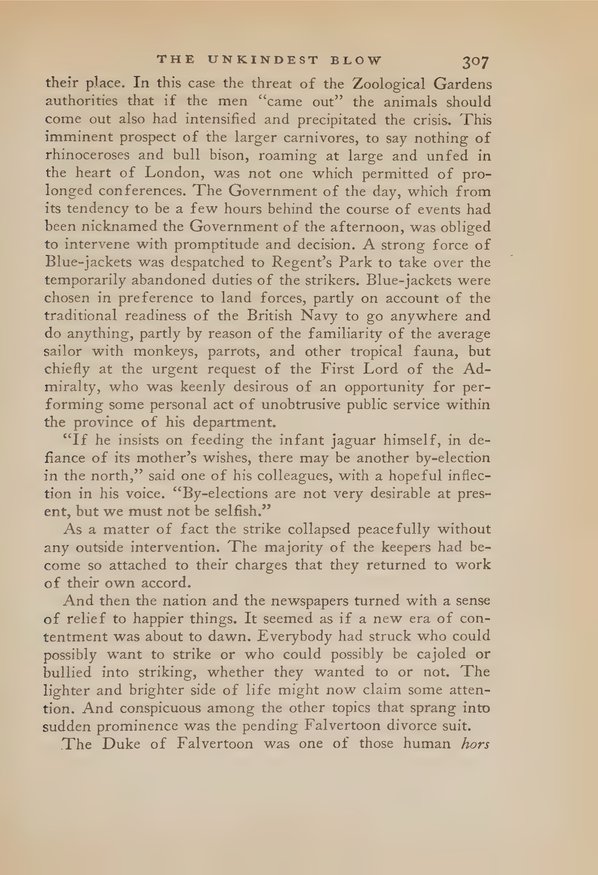 THE UNKINDEST BLOW 307
their place. In this case the threat of the Zoological Gardens
authorities that if the men “came out” the animals should
come out also had intensified and precipitated the crisis. This
imminent prospect of the larger carnivores, to say nothing of
rhinoceroses and bull bison, roaming at large and unfed in
the heart of London, was not one which permitted of pro-
longed conferences. The Government of the day, which from
its tendency to be a few hours behind the course of events had
been nicknamed the Government of the afternoon, was obliged
to intervene with promptitude and decision. A strong force of
Blue-jackets was despatched to Regent’s Park to take over the
temporarily abandoned duties of the strikers. Blue-jackets were
chosen in preference to land forces, partly on account of the
traditional readiness of the British Navy to go anywhere and
do anything, partly by reason of the familiarity of the average
sailor with monkeys, parrots, and other tropical fauna, but
chiefly at the urgent request of the First Lord of the Ad-
miralty, who was keenly desirous of an opportunity for per-
forming some personal act of unobtrusive public service within
the province of his department.
“If he insists on feeding the infant jaguar himself, in de-
fiance of its mother’s wishes, there may be another by-election
in the north,” said one of his colleagues, with a hopeful inflec-
tion in his voice. “By-elections are not very desirable at pres-
ent, but we must not be selfish.”
As a matter of fact the strike collapsed peacefully without
any outside intervention. The majority of the keepers had be-
come so attached to their charges that they returned to work
of their own accord.
And then the nation and the newspapers turned with a sense
of relief to happier things. It seemed as if a new era of con-
tentment was about to dawn. Everybody had struck who could
possibly want to strike or who could possibly be cajoled or
bullied into striking, whether they wanted to or not. The
lighter and brighter side of life might now claim some atten-
tion. And conspicuous among the other topics that sprang into
sudden prominence was the pending Falvertoon divorce suit.
The Duke of Falvertoon was one of those human hors